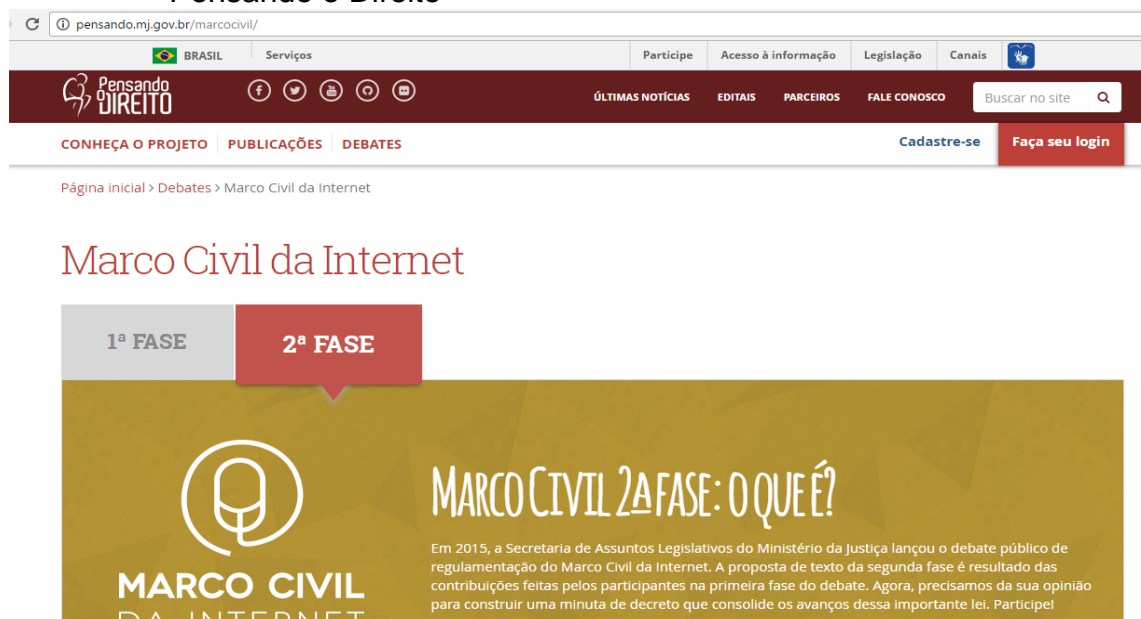 Pensando o Direito
pensando.mj.gov.br/marcocivil/
BRASIL Serviços Participe Acesso à informação Legislação Canais
Pensando DIREITO
ÚLTIMAS NOTÍCIAS EDITAIS PARCEIROS FALE CONOSCO Buscar no site
CONHEÇA O PROJETO PUBLICAÇÕES DEBATES Cadastre-se Faça seu login
Página inicial > Debates > Marco Civil da Internet
Marco Civil da Internet
1ª FASE 2ª FASE
MARCO CIVIL 2A FASE: O QUE É?
Em 2015, a Secretaria de Assuntos Legislativos do Ministério da Justiça lançou o debate público de
regulamentação do Marco Civil da Internet. A proposta de texto da segunda fase é resultado das
contribuições feitas pelos participantes na primeira fase do debate. Agora, precisamos da sua opinião
para construir uma minuta de decreto que consolide os avanços dessa importante lei. Participe!
MARCO CIVIL
DA INTERNET